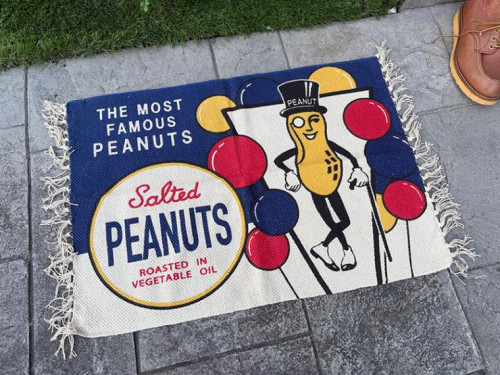 THE MOST
FAMOUS
PEANUTS
PEANUT
Salted
PEANUTS
ROASTED IN
VEGETABLE OIL